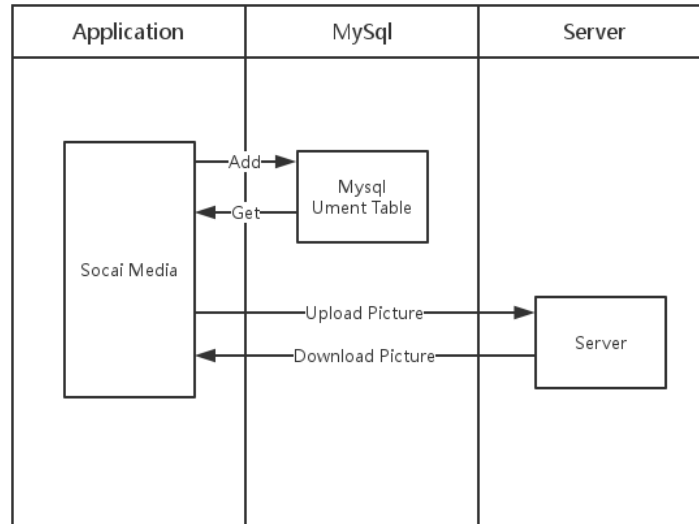 Application
MySql
Server
Add
Mysql
Ument Table
Get
Socai Media
Upload Picture
Server
Download Picture